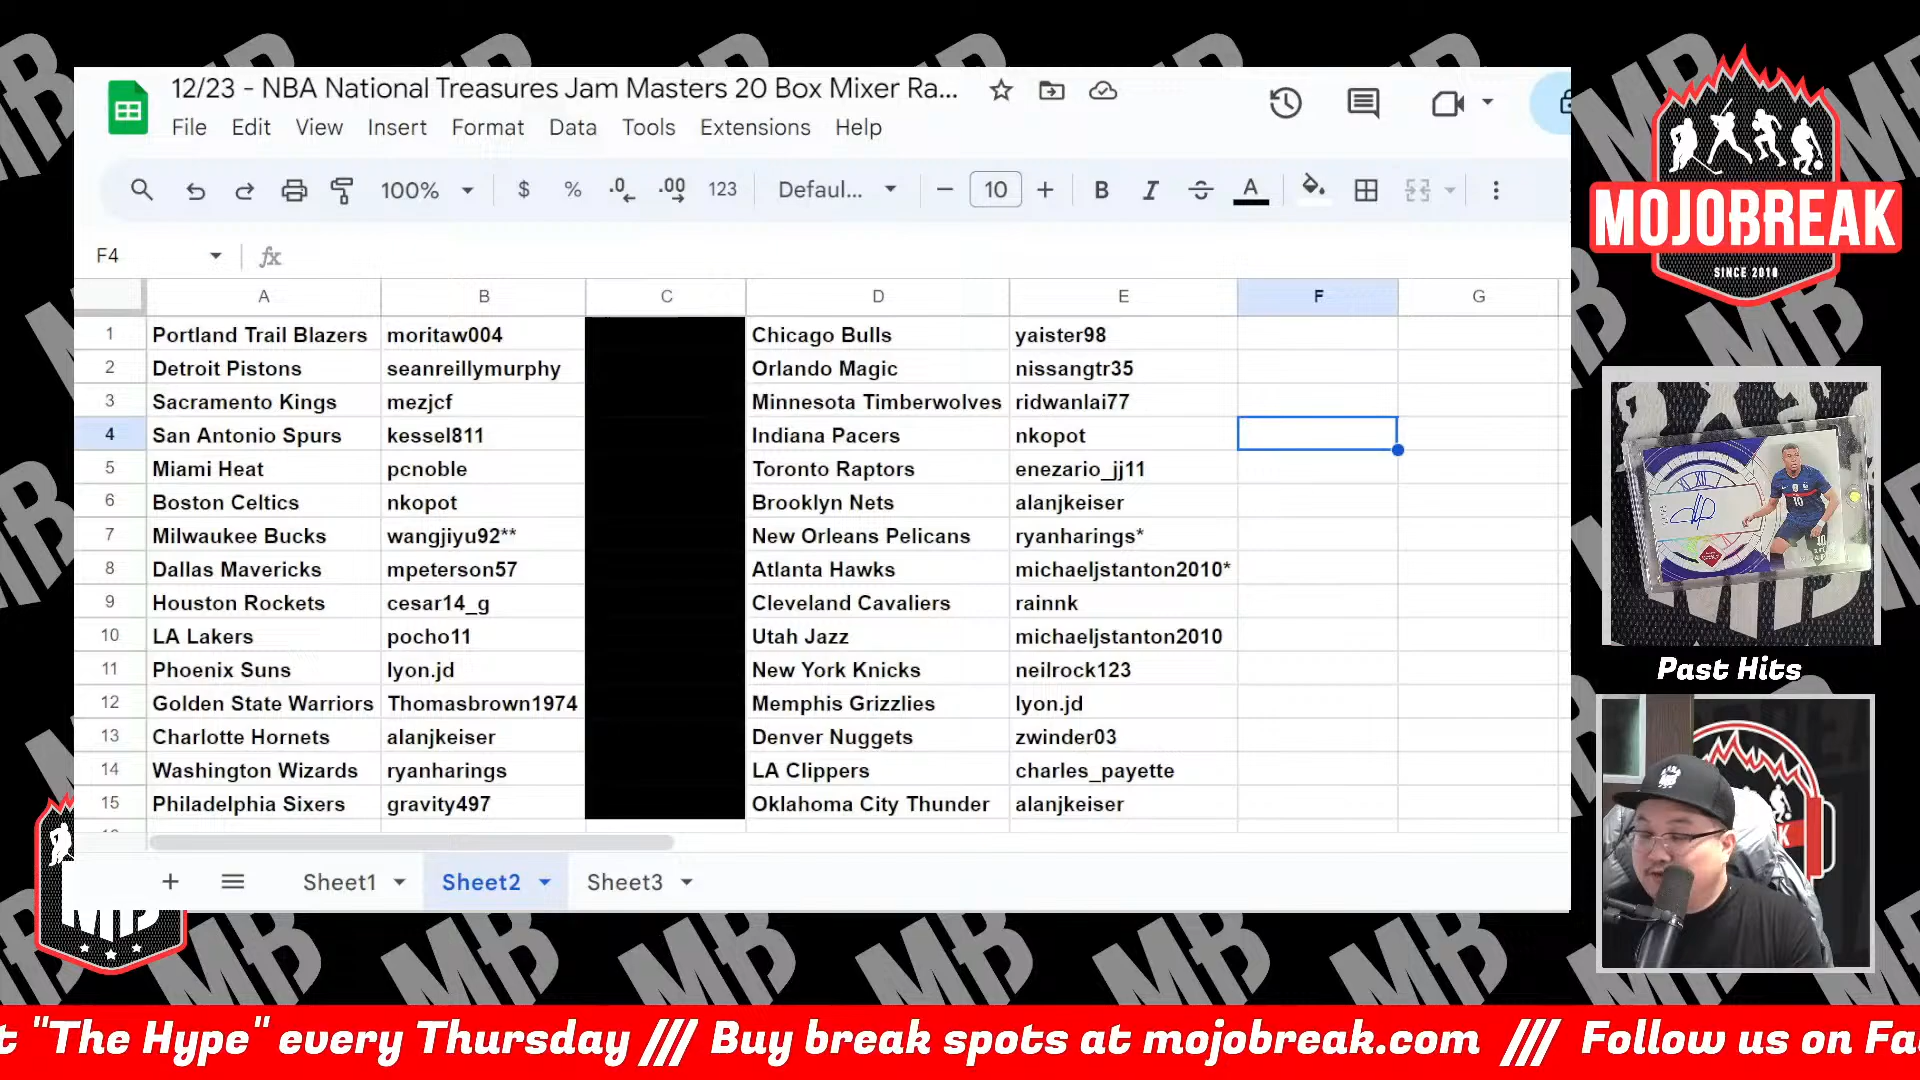 12/23 - NBA National Treasures Jam Masters 20 Box Mixer Ra...
File Edit View Insert Format Data Tools Extensions Help
100% $ % .0 .00 123 Defaul... 10 B I A
F4 fx
A B C D E F G
1 Portland Trail Blazers moritaw004 Chicago Bulls yaister98
2 Detroit Pistons seanreillymurphy Orlando Magic nissangtr35
3 Sacramento Kings mezjcf Minnesota Timberwolves ridwanlai77
4 San Antonio Spurs kessel811 Indiana Pacers nkopot
5 Miami Heat pcnoble Toronto Raptors enezario_jj11
6 Boston Celtics nkopot Brooklyn Nets alanjkeiser
7 Milwaukee Bucks wangjiyu92** New Orleans Pelicans ryanharings*
8 Dallas Mavericks mpeterson57 Atlanta Hawks michaeljstanton2010*
9 Houston Rockets cesar14_g Cleveland Cavaliers rainnk
10 LA Lakers pocho11 Utah Jazz michaeljstanton2010
11 Phoenix Suns lyon.jd New York Knicks neilrock123
12 Golden State Warriors Thomasbrown1974 Memphis Grizzlies lyon.jd
13 Charlotte Hornets alanjkeiser Denver Nuggets zwinder03
14 Washington Wizards ryanharings LA Clippers charles_payette
15 Philadelphia Sixers gravity497 Oklahoma City Thunder alanjkeiser
Sheet1 Sheet2 Sheet3
MOJOBREAK
SINCE 2010
Past Hits
MB
t "The Hype" every Thursday /// Buy break spots at mojobreak.com /// Follow us on Fa